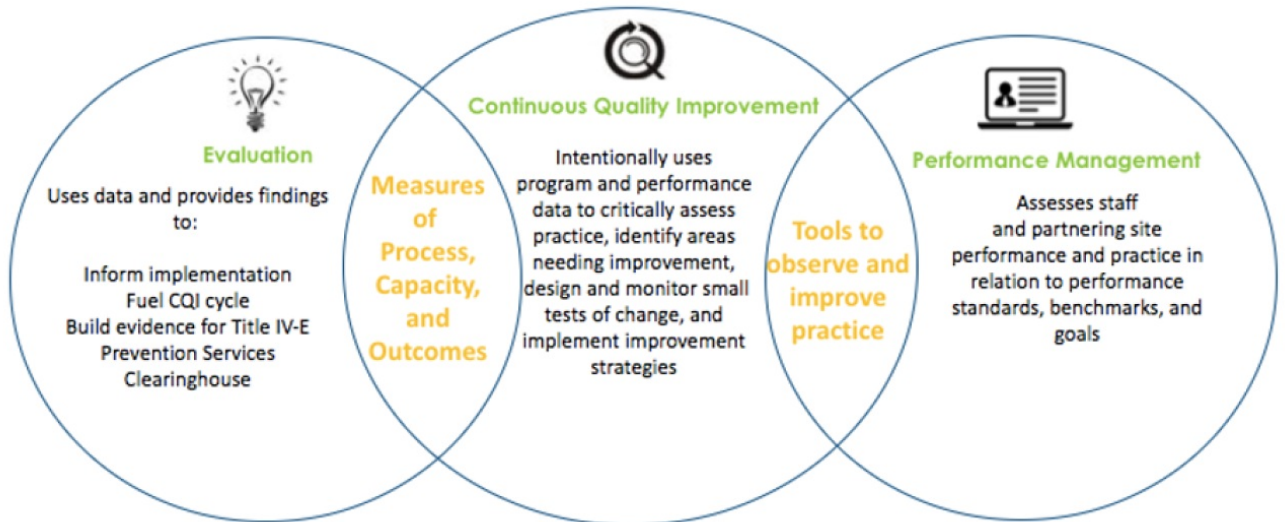 Evaluation
Uses data and provides findings
to:
Inform implementation
Fuel CQI cycle
Build evidence for Title IV-E
Prevention Services
Clearinghouse
Measures
of
Process,
Capacity,
and
Outcomes
Continuous Quality Improvement
Intentionally uses
program and performance
data to critically assess
practice, identify areas
needing improvement,
design and monitor small
tests of change, and
implement improvement
strategies
Tools to
observe and
improve
practice
Performance Management
Assesses staff
and partnering site
performance and practice in
relation to performance
standards, benchmarks, and
goals